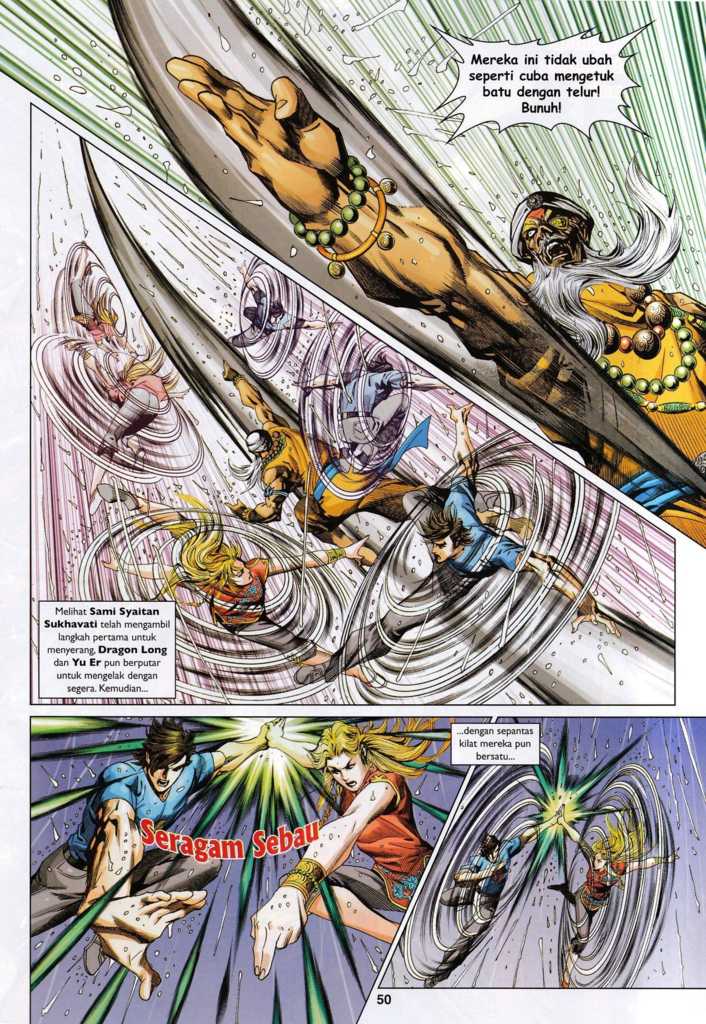 Mereka ini tidak ubah
seperti cuba mengetuk
batu dengan telur!
Bunuh!
Melihat Sami Syaitan
Sukhavati telah mengambil
langkah pertama untuk
menyerang, Dragon Long
dan Yu Er pun berputar
untuk mengelak dengan
segera. Kemudian...
...dengan sepantas
kilat mereka pun
bersatu...
Seragam Sebau
50